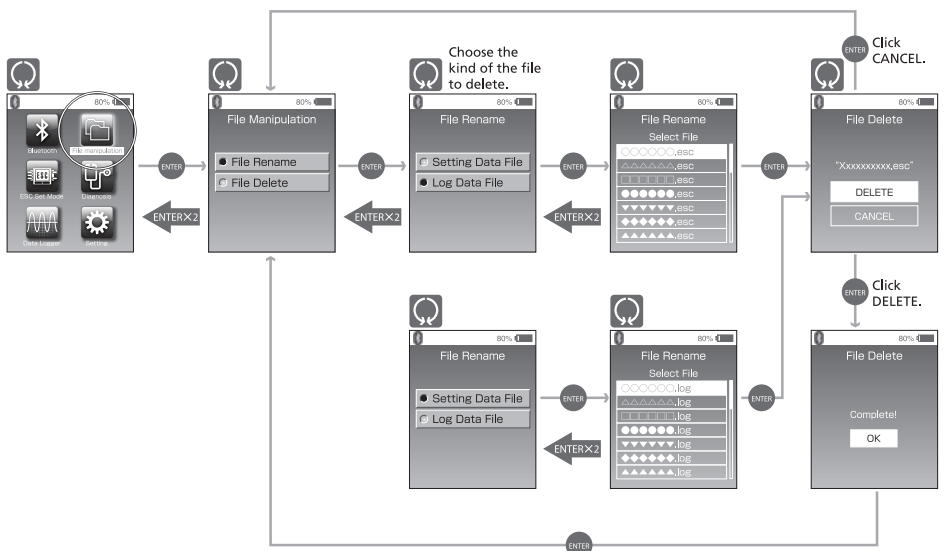 Click
CANCEL.
Choose the
kind of the file
to delete.
ENTER
80%
Bluetooth
File manipulation
ESC Set Mode
Diagnosis
Data Logger
Setting
ENTER
ENTER×2
80%
File Manipulation
File Rename
File Delete
ENTER
ENTER×2
80%
File Rename
Setting Data File
Log Data File
ENTER
ENTER×2
80%
File Rename
Select File
○○○○○○.esc
△△△△△△.esc
□□□□□□.esc
●●●●●●.esc
▼▼▼▼▼▼.esc
◆◆◆◆◆◆.esc
▲▲▲▲▲▲.esc
ENTER
80%
File Delete
"Xxxxxxxxxx.esc"
DELETE
CANCEL
ENTER
Click
DELETE.
80%
File Rename
Setting Data File
Log Data File
ENTER
ENTER×2
80%
File Rename
Select File
○○○○○○.log
△△△△△△.log
□□□□□□.log
●●●●●●.log
▼▼▼▼▼▼.log
◆◆◆◆◆◆.log
▲▲▲▲▲▲.log
ENTER
80%
File Delete
Complete!
OK
ENTER